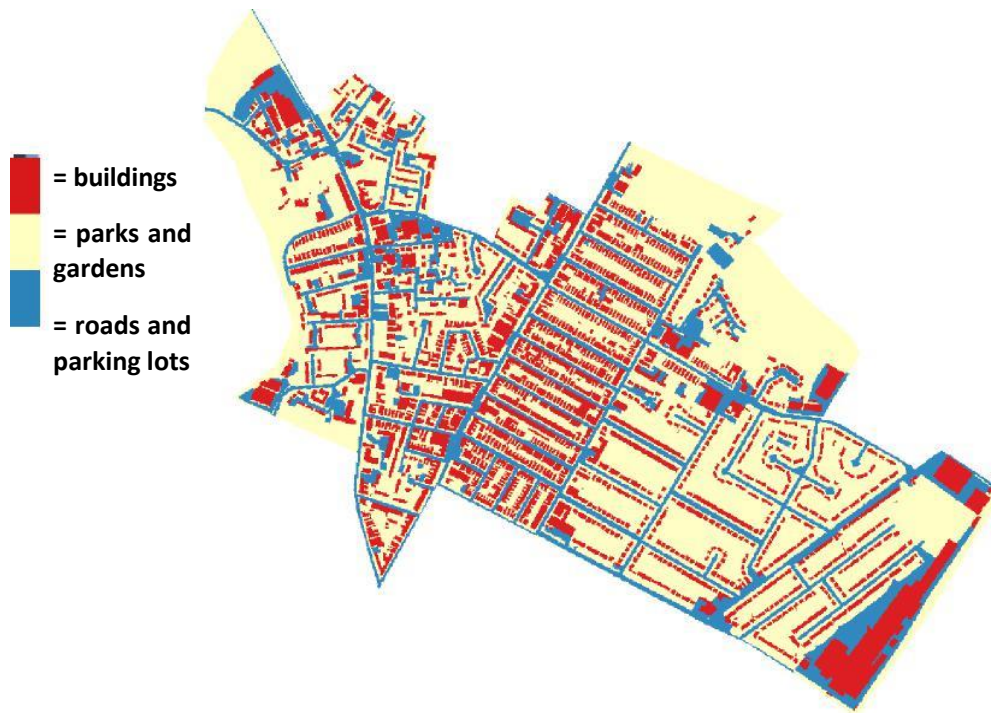 = buildings
= parks and
gardens
= roads and
parking lots